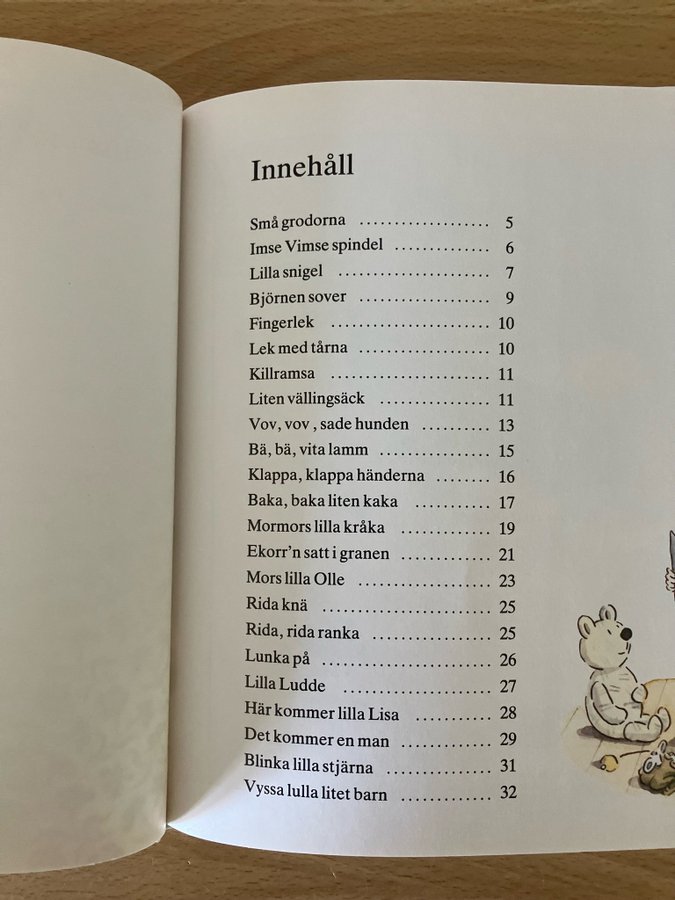 Innehåll
Små grodorna ................... 5
Imse Vimse spindel .............. 6
Lilla snigel ...................... 7
Björnen sover ................... 9
Fingerlek ....................... 10
Lek med tårna ................... 10
Killramsa ........................ 11
Liten vällingsäck ................ 11
Vov, vov , sade hunden .......... 13
Bä, bä, vita lamm ................ 15
Klappa, klappa händerna ........ 16
Baka, baka liten kaka ........... 17
Mormors lilla kråka ............. 19
Ekorr'n satt i granen ............. 21
Mors lilla Olle ................... 23
Rida knä ........................ 25
Rida, rida ranka ................. 25
Lunka på ........................ 26
Lilla Ludde ..................... 27
Här kommer lilla Lisa ........... 28
Det kommer en man ............. 29
Blinka lilla stjärna ............... 31
Vyssa lulla litet barn ............. 32